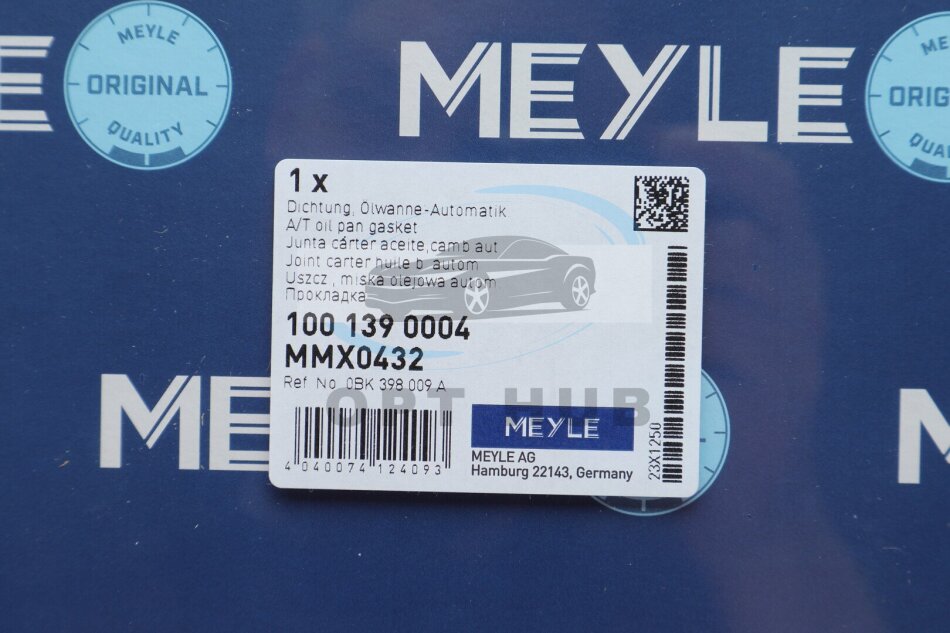 MEYLE
ORIGINAL
QUALITY
MEYLE
1 x
Dichtung, Ölwanne-Automatik
A/T oil pan gasket
Junta cárter aceite,camb aut
Joint carter huile b autom
Uszcz , miska olejowa autom.
Прокладка
100 139 0004
MMX0432
Ref. No. 0BK 398 009 A
OPT HUB
MEYLE
4 040074 124093
MEYLE AG
Hamburg 22143, Germany
23X1250